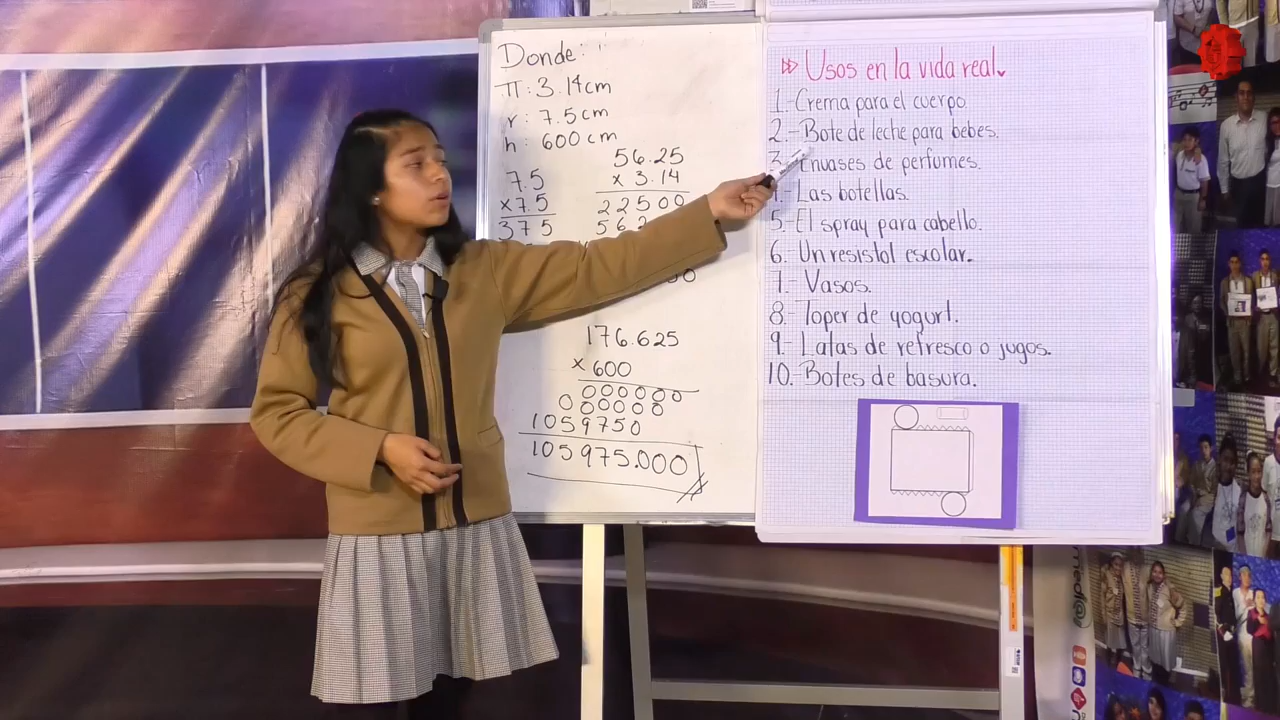 Donde:
π: 3.14cm
r: 7.5cm
h: 600cm
7.5
x7.5
375
56.25
x 3.14
22500
176.625
x 600
000000
000000
1059750
105975.000
Usos en la vida real.
1.- Crema para el cuerpo.
2.- Bote de leche para bebes.
3.- Envases de perfumes.
4.- Las botellas.
5.- El spray para cabello.
6.- Un resistol escolar.
7.- Vasos.
8.- Toper de yogurt.
9.- Latas de refresco o jugos.
10.- Botes de basura.